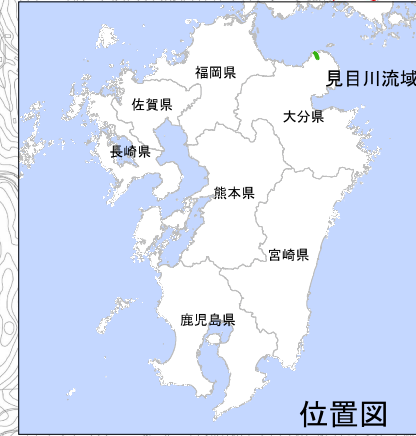 福岡県
見目川流域
佐賀県
大分県
長崎県
熊本県
宮崎県
鹿児島県
位置図